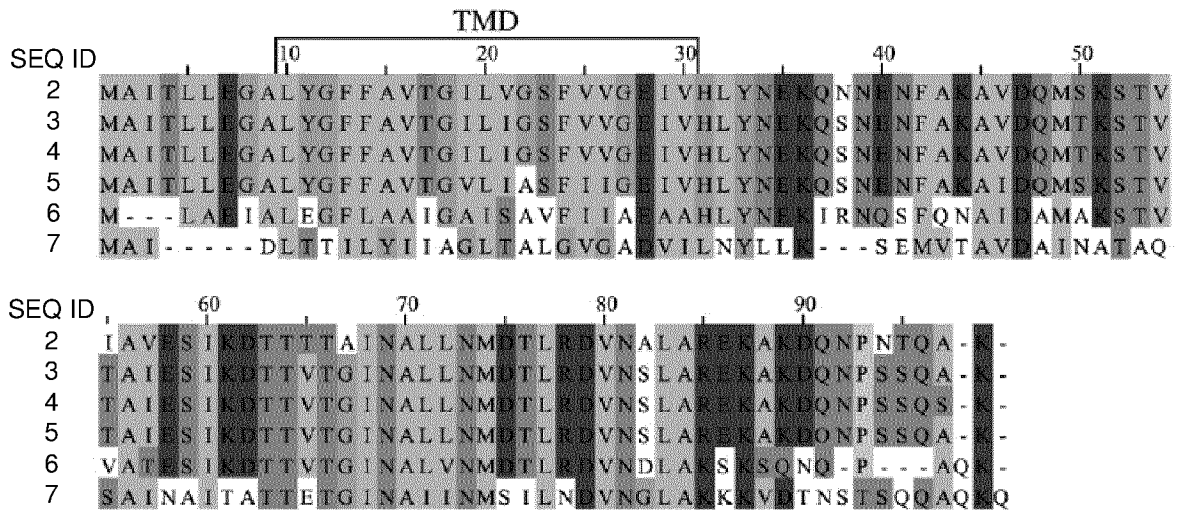 TMD
SEQ ID 10 20 30 40 50
2 MAITLLEGALYGFFAVTGILVGSFVVGEIVHLYNEKQNNENFAKAVDQMSKSTV
3 MAITLLEGALYGFFAVTGILIGSFVVGEIVHLYNEKQSNENFAKAVDQMTKSTV
4 MAITLLEGALYGFFAVTGILIGSFVVGEIVHLYNEKQSNENFAKAVDQMTKSTV
5 MAITLLEGALYGFFAVTGVLIASFIIGEIVHLYNEKQSNENFAKAIDQMSKSTV
6 M---LAEIALEGFLAAIGAISAVFIIAEAAHLYNEKIRNQSFQNAIDAMAKSTV
7 MAI-----DLTTILYIIAGLTALGVGADVILNYLLK---SEMVTAVDAINATAQ
SEQ ID 60 70 80 90
2 IAVESIKDTTTTAINALLNMDTLRDVNALAREKAKDQNPNTQA-K-
3 TAIESIKDTTVTGINALLNMDTLRDVNSLAKEKAKDQNPSSQA-K-
4 TAIESIKDTTVTGINALLNMDTLRDVNSLAREKAKDQNPSSQS-K-
5 TAIESIKDTTVTGINALLNMDTLRDVNSLAREKAKDQNPSSQA-K-
6 VATESIKDTTVTGINALVNMDTLRDVNDLAKSKSQNQ-P---AQK-
7 SAINAITATTETGINAIINMSILNDVNGLAKKKVDTNSTSQQAQKQ